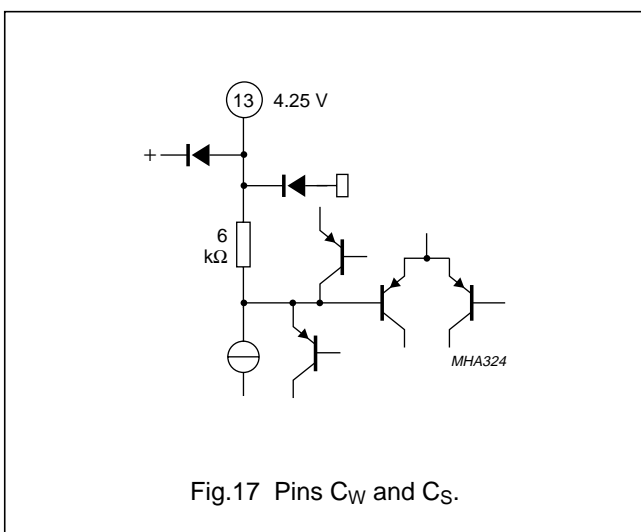 13 4.25 V
+
6
kΩ
MHA324
Fig.17 Pins CW and CS.